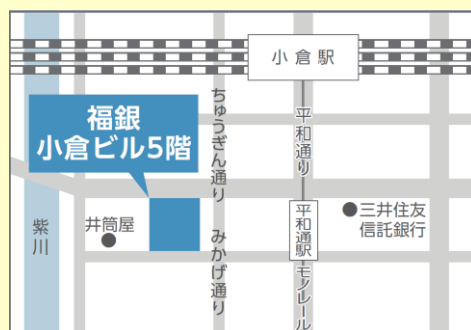 小倉駅
福銀
小倉ビル5階
ちゅうぎん通り
平和通り
紫川
井筒屋
みかげ通り
平和通駅
三井住友
信託銀行
モノレール